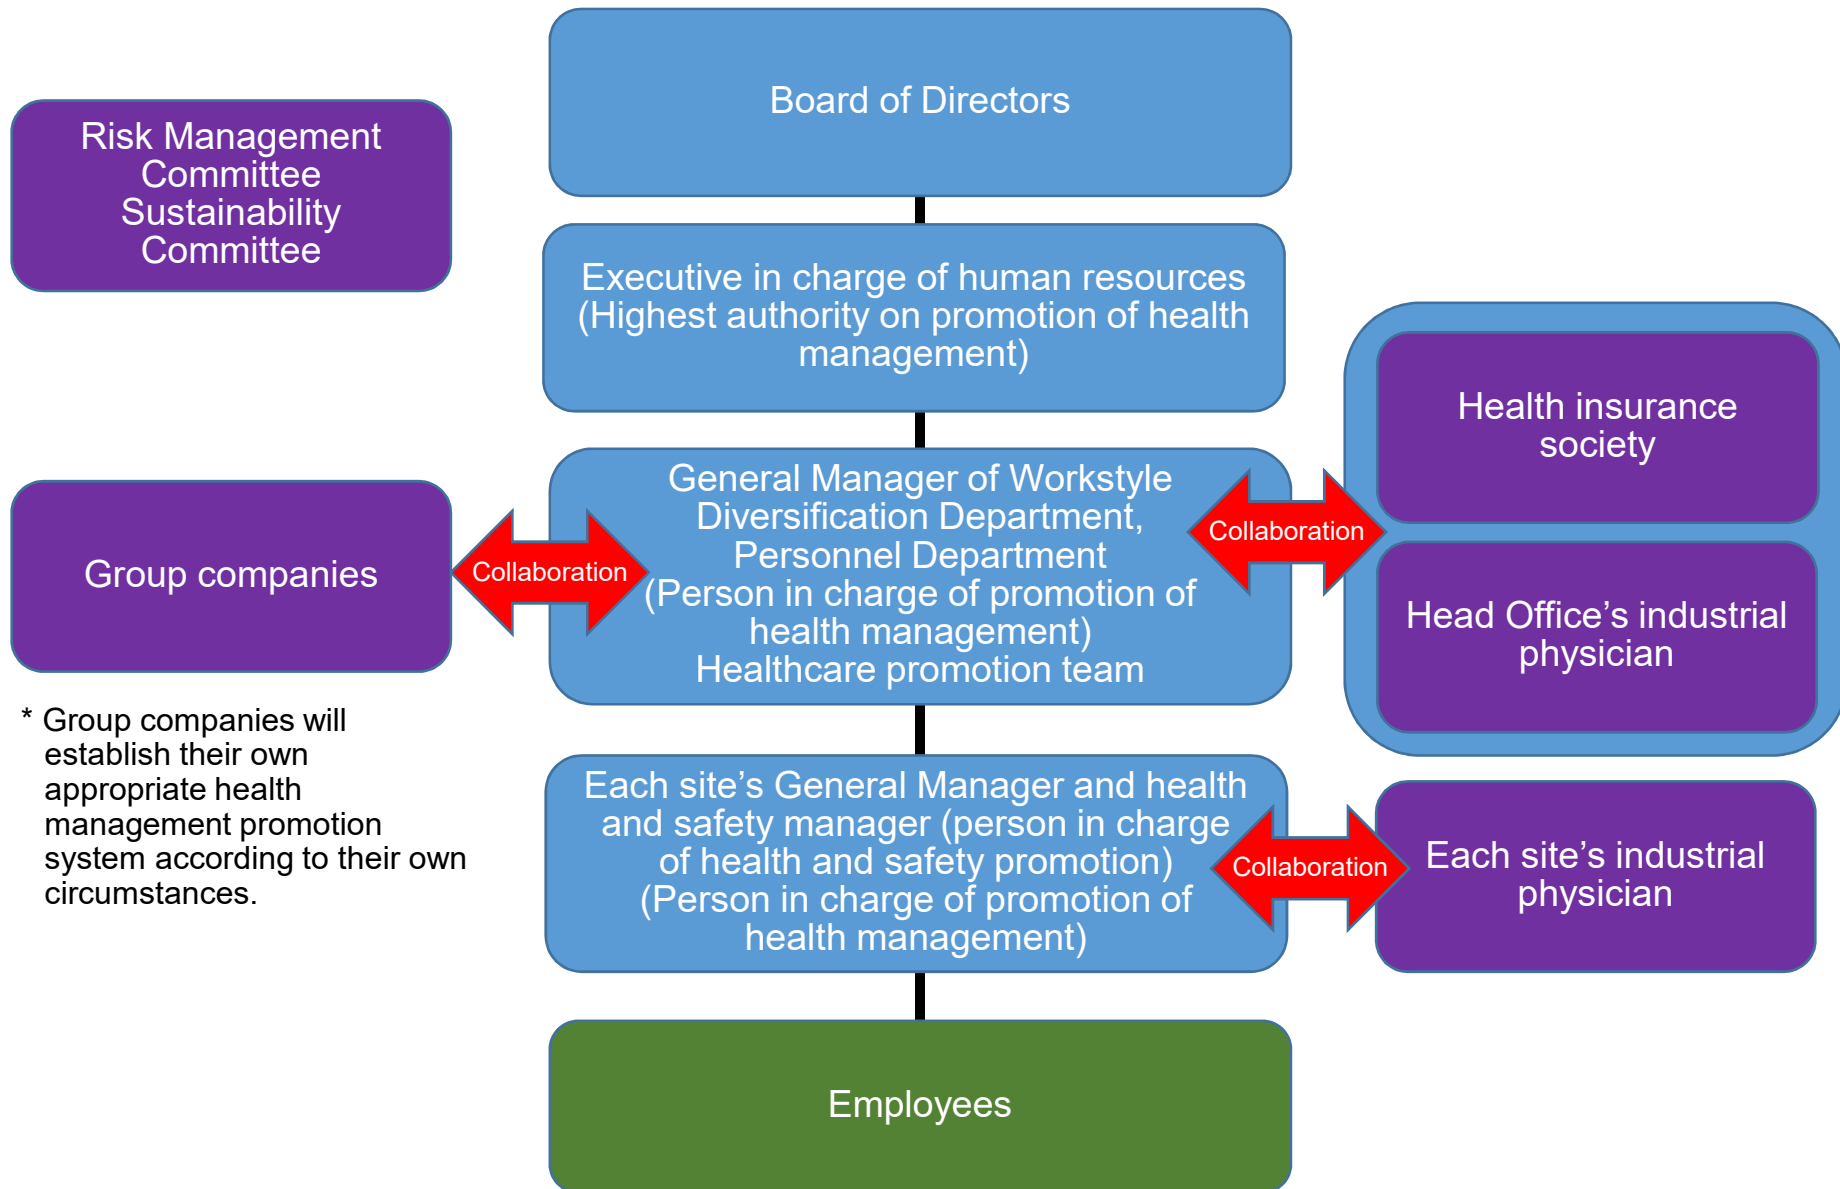 Board of Directors
Risk Management
Committee
Sustainability
Committee
Executive in charge of human resources
(Highest authority on promotion of health
management)
Health insurance
society
General Manager of Workstyle
Diversification Department,
Personnel Department
(Person in charge of promotion of
health management)
Healthcare promotion team
Collaboration
Collaboration
Group companies
Head Office’s industrial
physician
* Group companies will
establish their own
appropriate health
management promotion
system according to their own
circumstances.
Each site’s General Manager and health
and safety manager (person in charge
of health and safety promotion)
(Person in charge of promotion of
health management)
Collaboration
Each site’s industrial
physician
Employees